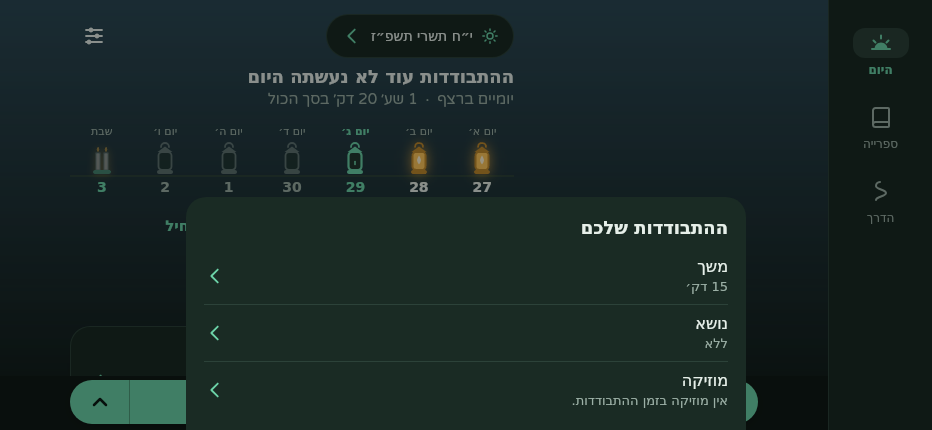 היום
ספרייה
הדרך
י״ח תשרי תשפ״ז
ההתבודדות עוד לא נעשתה היום
יומיים ברצף · 1 שע׳ 20 דק׳ בסך הכול
יום א׳ יום ב׳ יום ג׳ יום ד׳ יום ה׳ יום ו׳ שבת
27 28 29 30 1 2 3
ההתבודדות שלכם
משך
15 דק׳
נושא
ללא
מוזיקה
אין מוזיקה בזמן ההתבודדות.